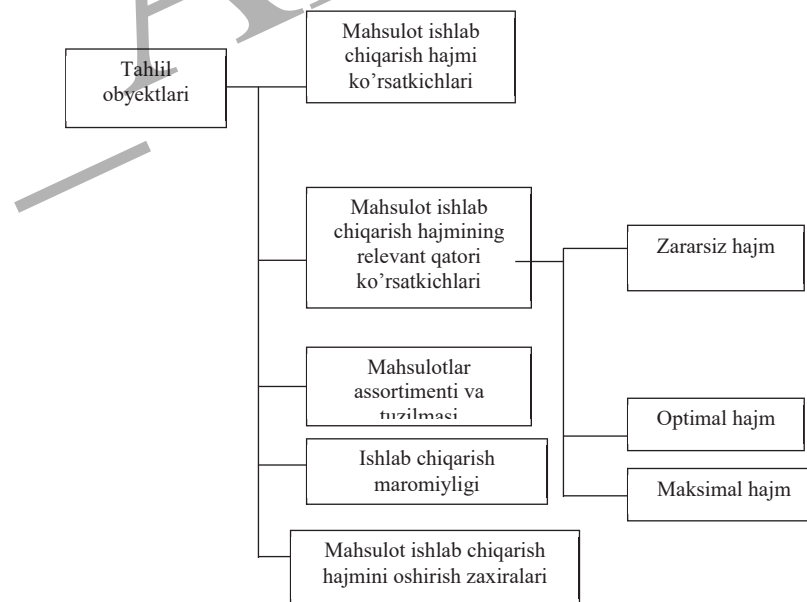 Tahlil
obyektlari
Mahsulot ishlab
chiqarish hajmi
ko’rsatkichlari
Mahsulot ishlab
chiqarish hajmining
relevant qatori
ko’rsatkichlari
Zararsiz hajm
Optimal hajm
Maksimal hajm
Mahsulotlar
assortimenti va
tuzilmasi
Ishlab chiqarish
maromiyligi
Mahsulot ishlab chiqarish
hajmini oshirish zaxiralari